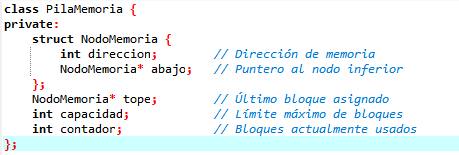 class PilaMemoria {
private:
    struct NodoMemoria {
        int direccion;       // Dirección de memoria
        NodoMemoria* abajo;  // Puntero al nodo inferior
    };
    NodoMemoria* tope;       // Último bloque asignado
    int capacidad;           // Límite máximo de bloques
    int contador;            // Bloques actualmente usados
};